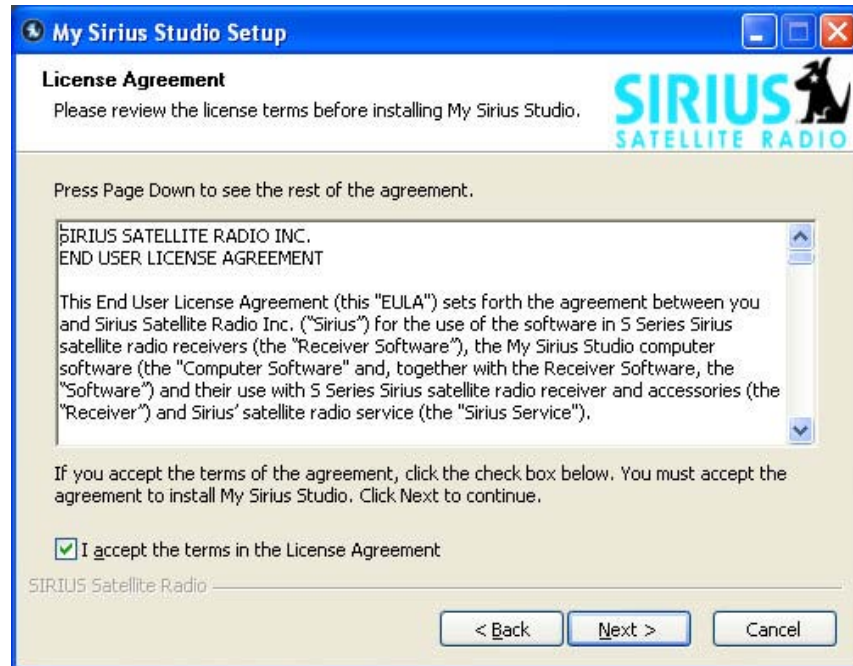 My Sirius Studio Setup
License Agreement
Please review the license terms before installing My Sirius Studio.
SIRIUS
SATELLITE RADIO
Press Page Down to see the rest of the agreement.
SIRIUS SATELLITE RADIO INC.
END USER LICENSE AGREEMENT
This End User License Agreement (this "EULA") sets forth the agreement between you
and Sirius Satellite Radio Inc. ("Sirius") for the use of the software in S Series Sirius
satellite radio receivers (the "Receiver Software"), the My Sirius Studio computer
software (the "Computer Software" and, together with the Receiver Software, the
"Software") and their use with S Series Sirius satellite radio receiver and accessories (the
"Receiver") and Sirius' satellite radio service (the "Sirius Service").
If you accept the terms of the agreement, click the check box below. You must accept the
agreement to install My Sirius Studio. Click Next to continue.
I accept the terms in the License Agreement
SIRIUS Satellite Radio
< Back
Next >
Cancel